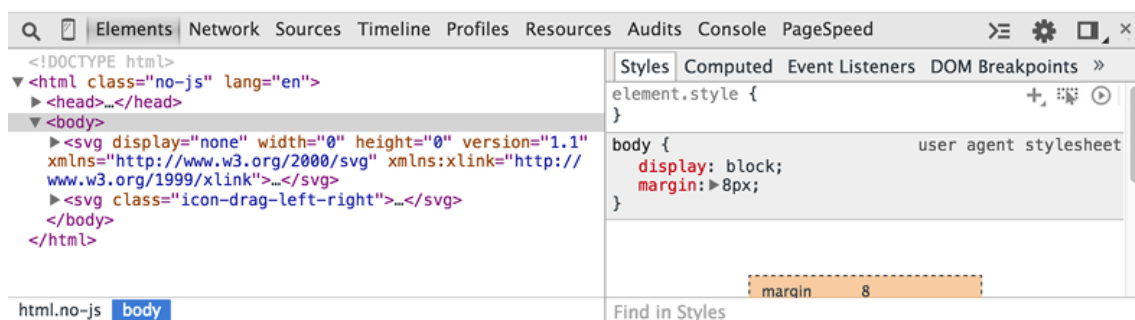 Elements Network Sources Timeline Profiles Resources Audits Console PageSpeed
<!DOCTYPE html>
▼<html class="no-js" lang="en">
▶<head>…</head>
▼<body>
▶<svg display="none" width="0" height="0" version="1.1"
xmlns="http://www.w3.org/2000/svg" xmlns:xlink="http://
www.w3.org/1999/xlink">…</svg>
▶<svg class="icon-drag-left-right">…</svg>
</body>
</html>
html.no-js body
Styles Computed Event Listeners DOM Breakpoints »
element.style {
}
body { user agent stylesheet
display: block;
margin:▶8px;
}
margin 8
Find in Styles